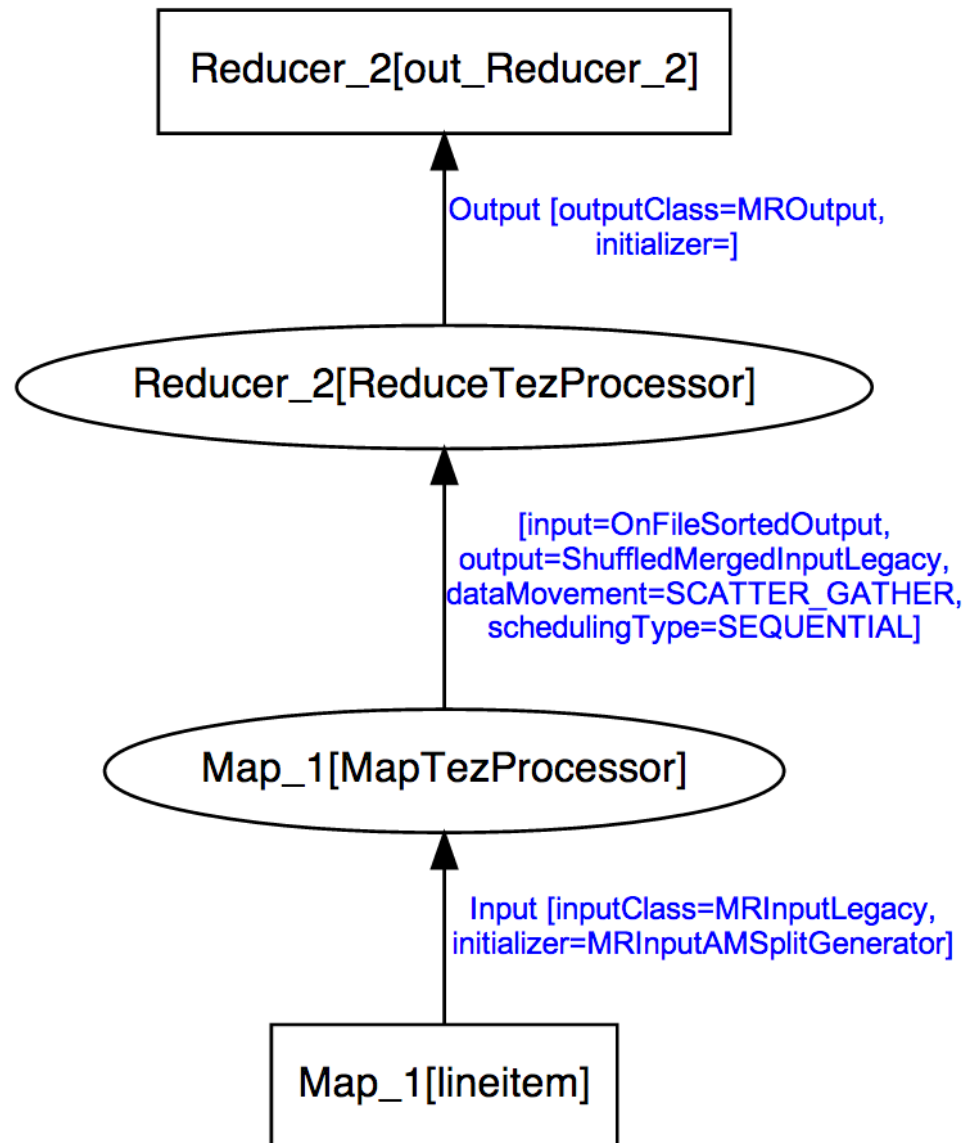 Reducer_2[out_Reducer_2]
Output [outputClass=MROutput,
initializer=]
Reducer_2[ReduceTezProcessor]
[input=OnFileSortedOutput,
output=ShuffledMergedInputLegacy,
dataMovement=SCATTER_GATHER,
schedulingType=SEQUENTIAL]
Map_1[MapTezProcessor]
Input [inputClass=MRInputLegacy,
initializer=MRInputAMSplitGenerator]
Map_1[lineitem]